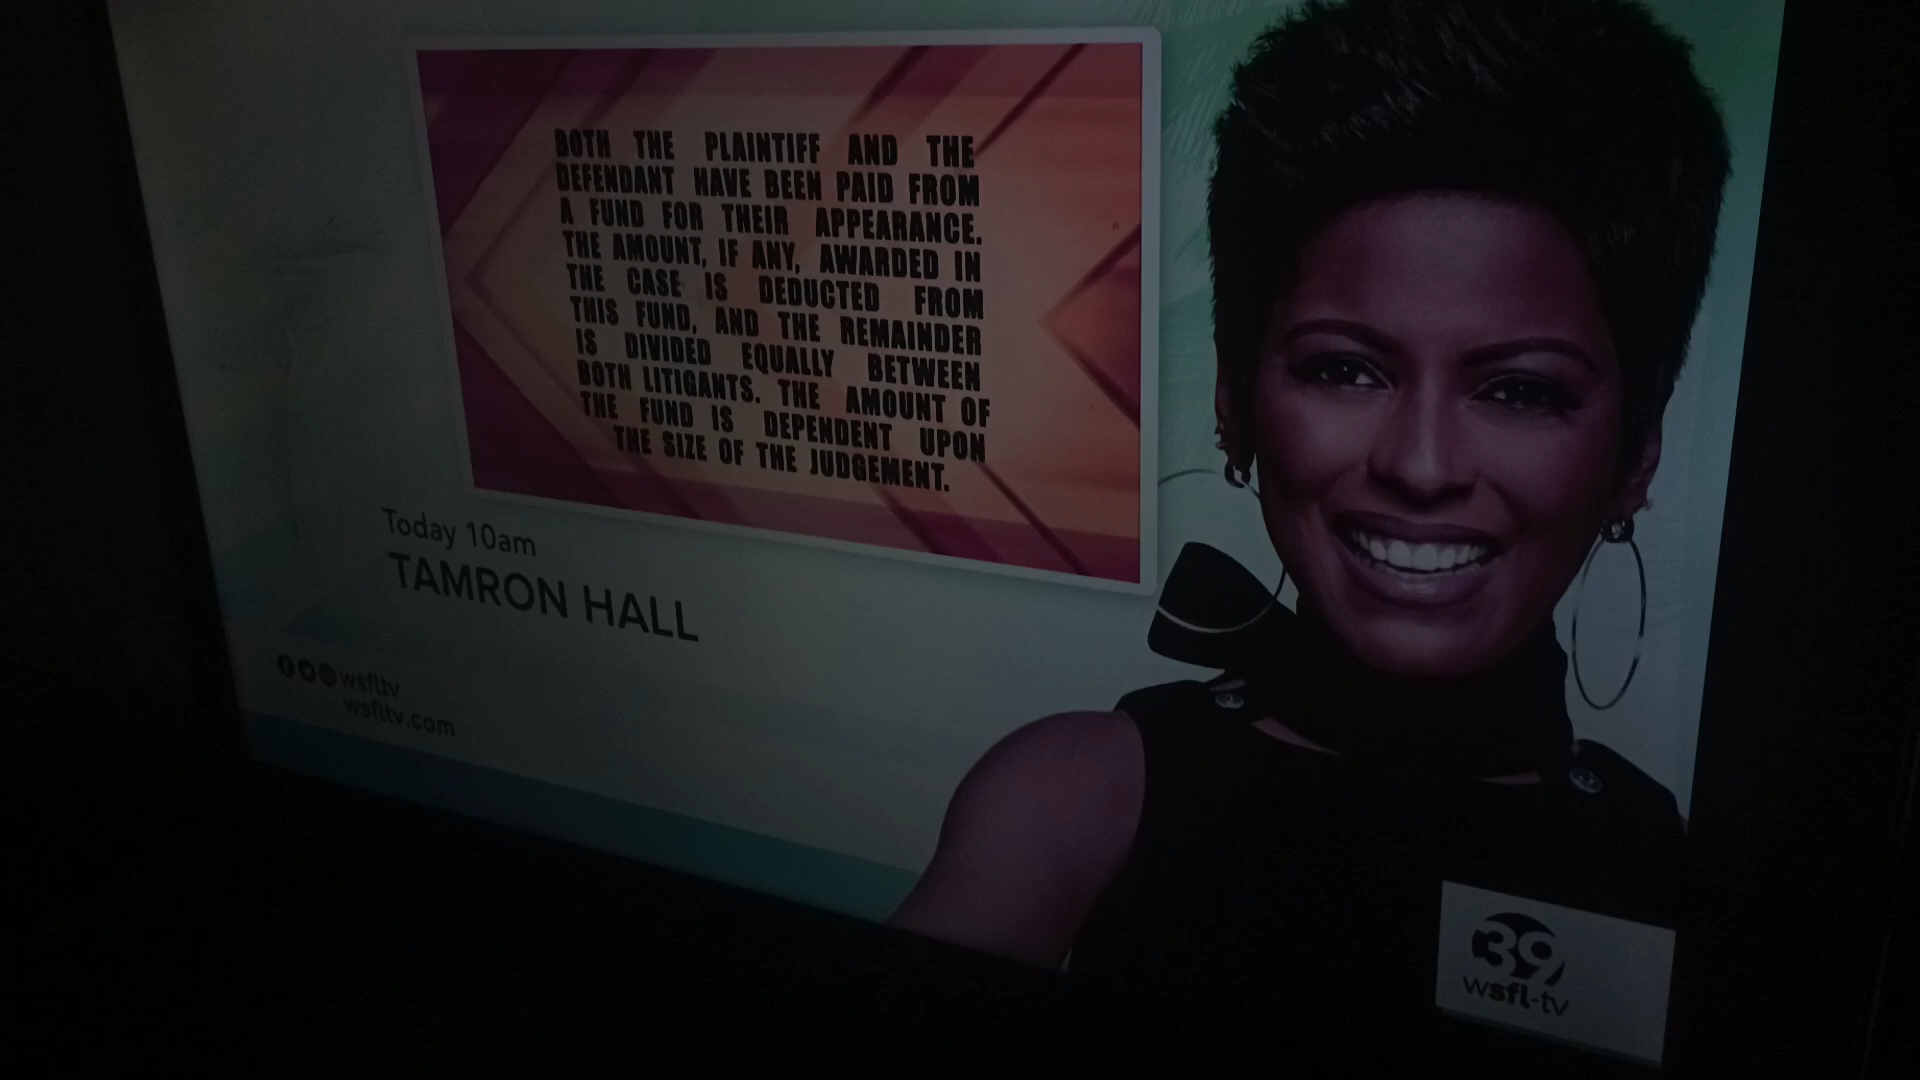 BOTH THE PLAINTIFF AND THE
DEFENDANT HAVE BEEN PAID FROM
A FUND FOR THEIR APPEARANCE.
THE AMOUNT, IF ANY, AWARDED IN
THE CASE IS DEDUCTED FROM
THIS FUND, AND THE REMAINDER
IS DIVIDED EQUALLY BETWEEN
BOTH LITIGANTS. THE AMOUNT OF
THE FUND IS DEPENDENT UPON
THE SIZE OF THE JUDGEMENT.
Today 10am
TAMRON HALL
wsfltv
wsfltv.com
39
wsfl-tv